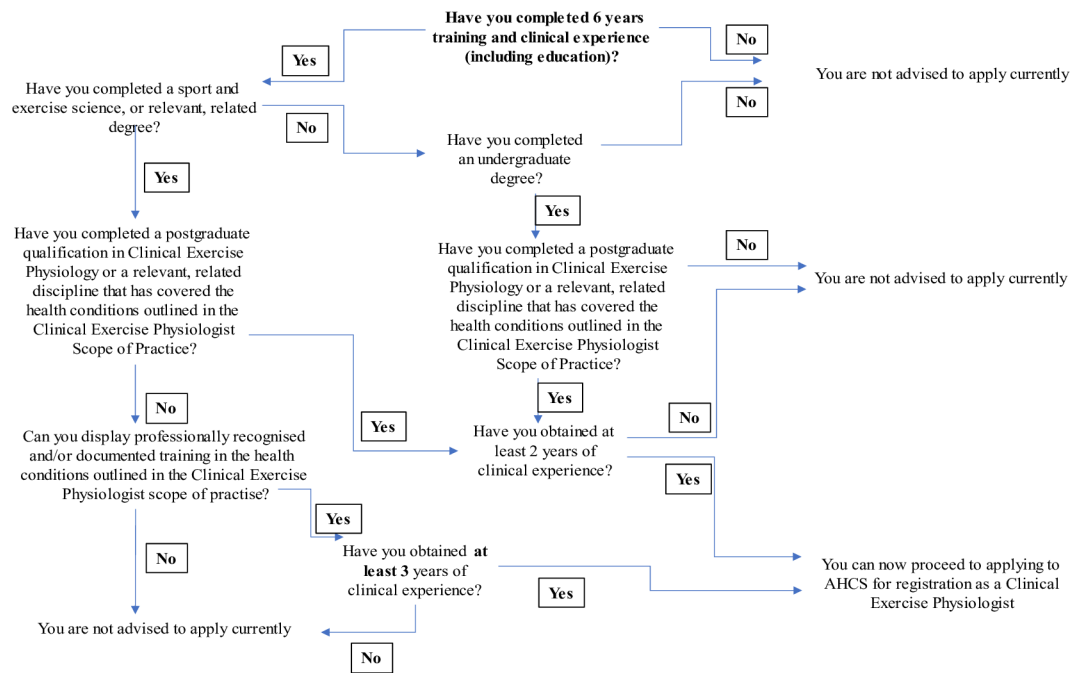 Have you completed 6 years
training and clinical experience
(including education)?
No
Yes
You are not advised to apply currently
Have you completed a sport and
exercise science, or relevant, related
degree?
No
No
Have you completed
an undergraduate
degree?
Yes
Yes
Have you completed a postgraduate
qualification in Clinical Exercise
Physiology or a relevant, related
discipline that has covered the
health conditions outlined in the
Clinical Exercise Physiologist
Scope of Practice?
Have you completed a postgraduate
qualification in Clinical Exercise
Physiology or a relevant, related
discipline that has covered the
health conditions outlined in the
Clinical Exercise Physiologist
Scope of Practice?
No
You are not advised to apply currently
No
Yes
Yes
No
Can you display professionally recognised
and/or documented training in the health
conditions outlined in the Clinical Exercise
Physiologist scope of practise?
Have you obtained at
least 2 years of
clinical experience?
Yes
Yes
No
Have you obtained at
least 3 years of
clinical experience?
Yes
You can now proceed to applying to
AHCS for registration as a Clinical
Exercise Physiologist
You are not advised to apply currently
No